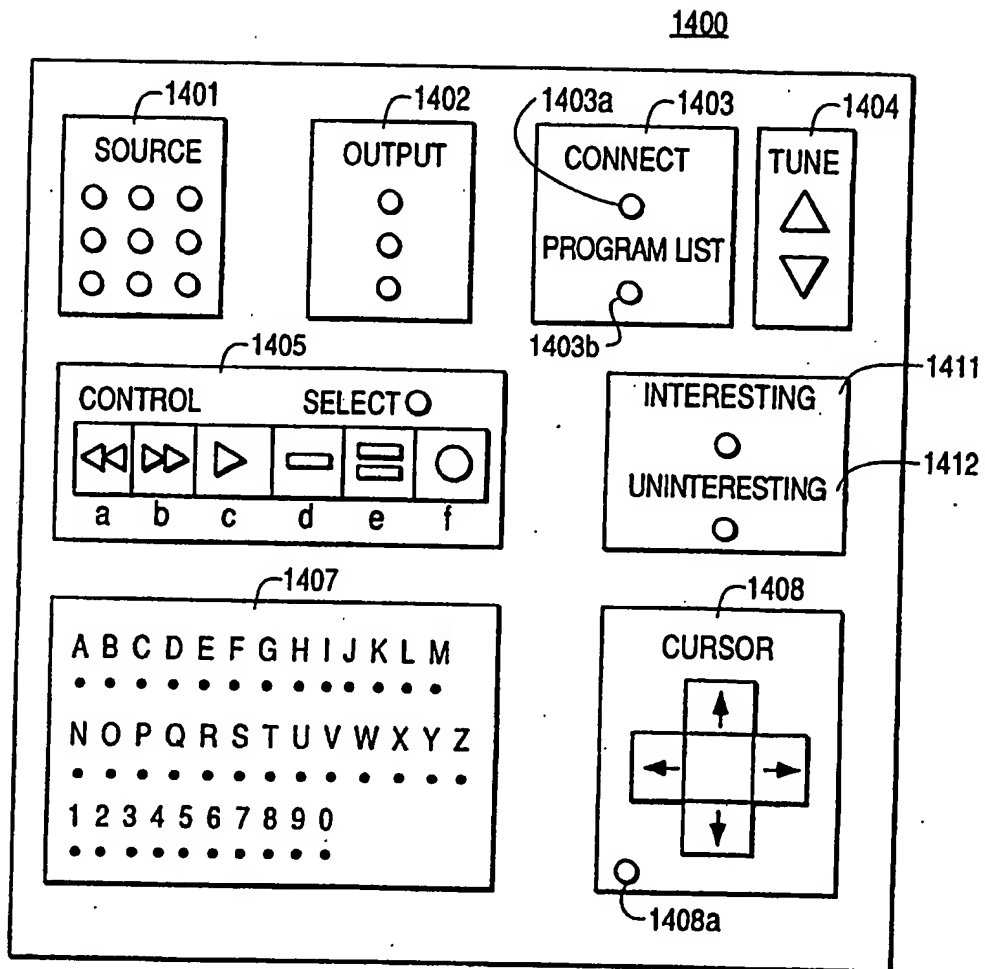 1400
1401
1402
1403a
1403
1404
SOURCE
OUTPUT
CONNECT
TUNE
PROGRAM LIST
1403b
1405
1411
CONTROL
SELECT
INTERESTING
1412
UNINTERESTING
a b c d e f
1407
1408
A B C D E F G H I J K L M
CURSOR
N O P Q R S T U V W X Y Z
1 2 3 4 5 6 7 8 9 0
1408a